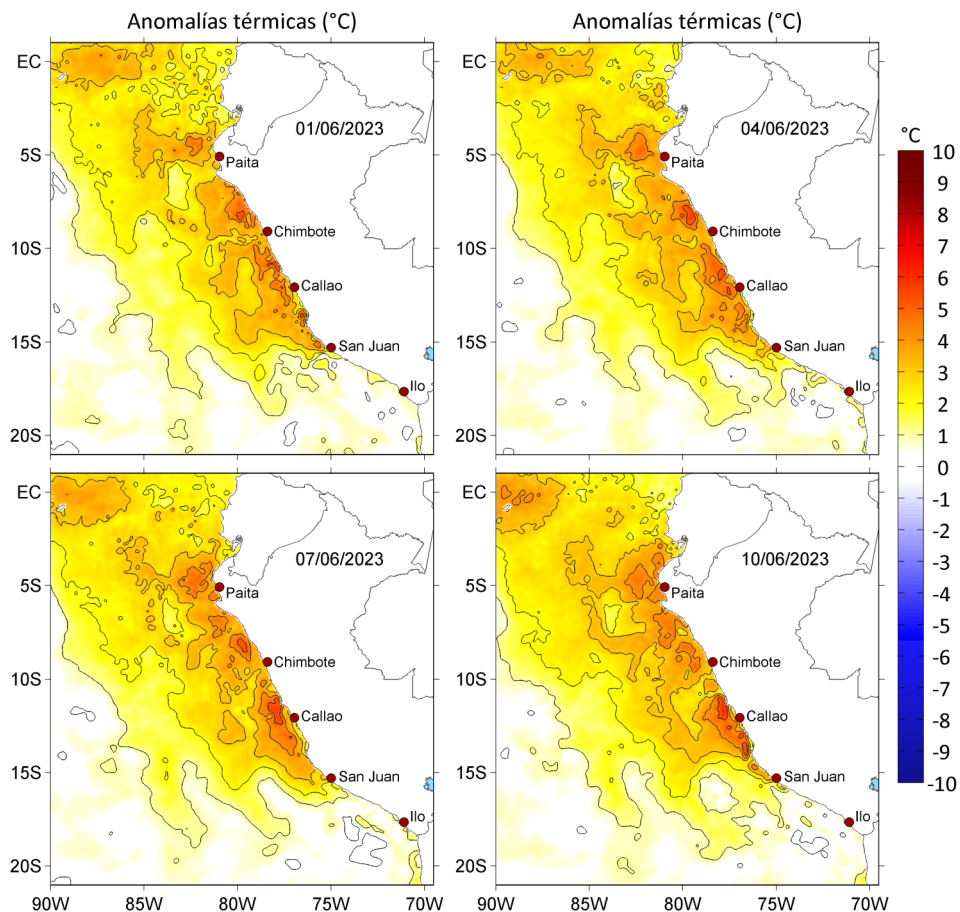 Anomalías térmicas (°C)
Anomalías térmicas (°C)
EC
5S
10S
15S
20S
01/06/2023
Paita
Chimbote
Callao
San Juan
Ilo
EC
5S
10S
15S
20S
04/06/2023
Paita
Chimbote
Callao
San Juan
Ilo
°C
10
9
8
7
6
5
4
3
2
1
0
-1
-2
-3
-4
-5
-6
-7
-8
-9
-10
EC
5S
10S
15S
20S
07/06/2023
Paita
Chimbote
Callao
San Juan
Ilo
90W
85W
80W
75W
70W
EC
5S
10S
15S
20S
10/06/2023
Paita
Chimbote
Callao
San Juan
Ilo
90W
85W
80W
75W
70W